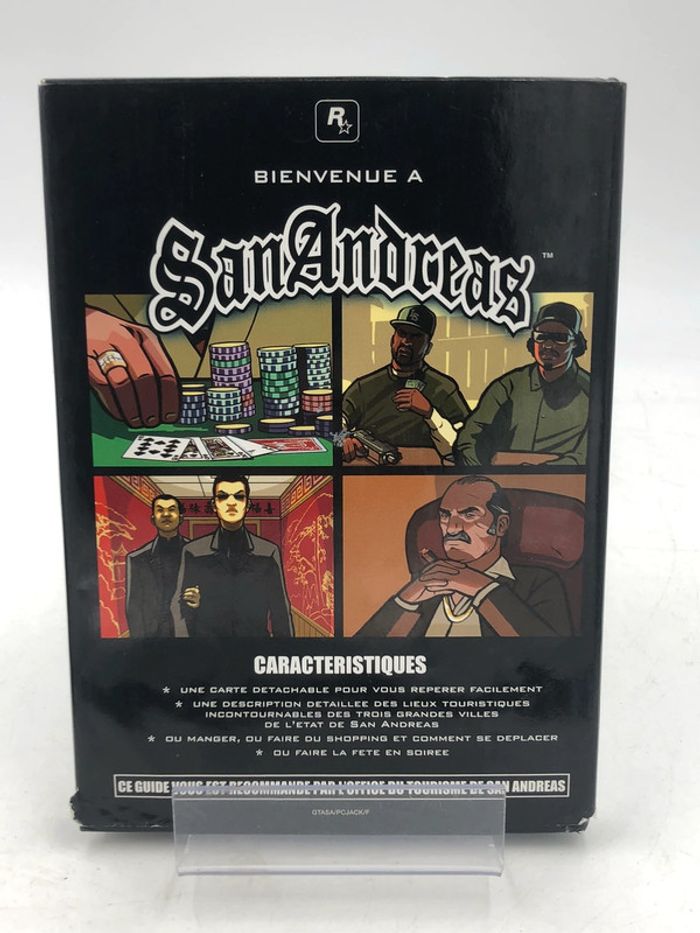 R
BIENVENUE A
San Andreas™
CARACTERISTIQUES
* UNE CARTE DETACHABLE POUR VOUS REPERER FACILEMENT
* UNE DESCRIPTION DETAILLEE DES LIEUX TOURISTIQUES
INCONTOURNABLES DES TROIS GRANDES VILLES
DE L'ETAT DE SAN ANDREAS
* OU MANGER, OU FAIRE DU SHOPPING ET COMMENT SE DEPLACER
* OU FAIRE LA FETE EN SOIREE
CE GUIDE VOUS EST RECOMMANDE PAR L'OFFICE DU TOURISME DE SAN ANDREAS
GTASA/PCJACK/F